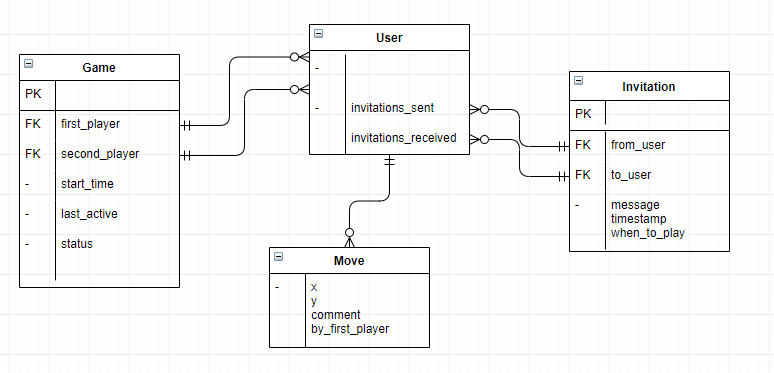 Game
PK
FK first_player
FK second_player
- start_time
- last_active
- status
User
-
- invitations_sent
invitations_received
Invitation
PK
FK from_user
FK to_user
- message
timestamp
when_to_play
Move
- x
y
comment
by_first_player